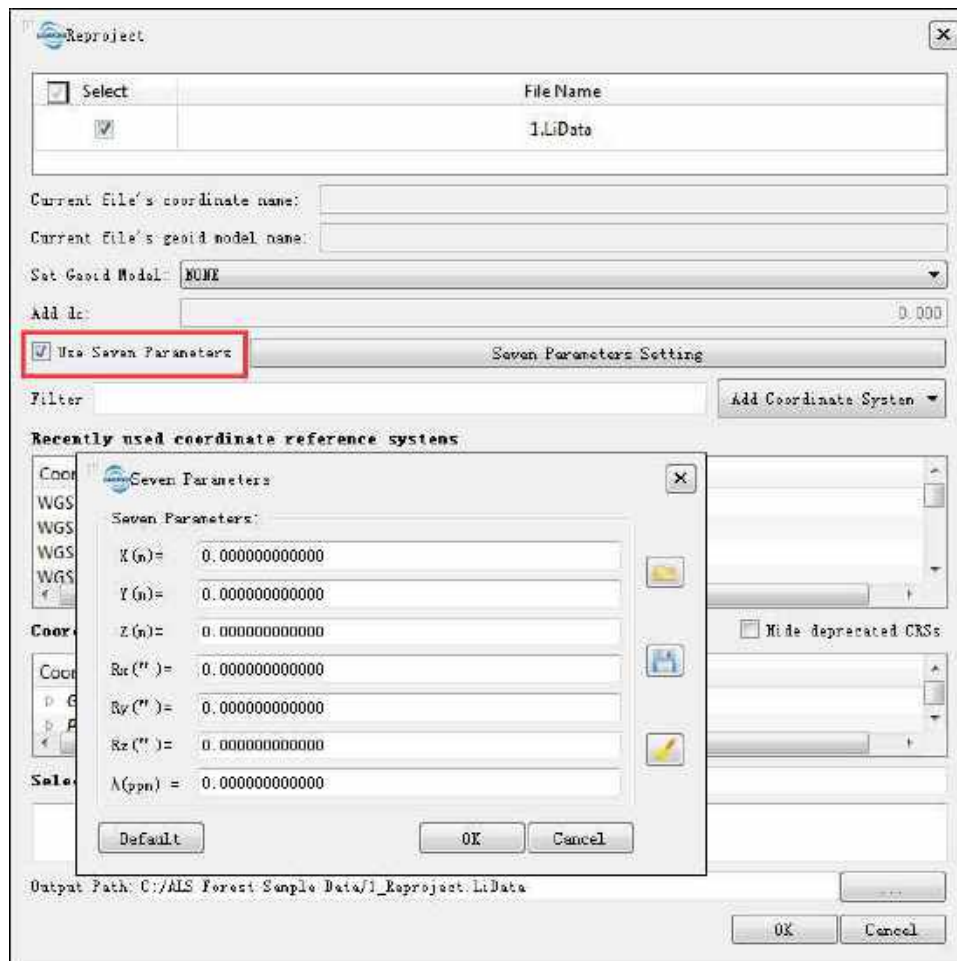 Reproject
Select File Name
1.LiData
Current file's coordinate name:
Current file's geoid model name:
Set Geoid Model: NONE
Add dz: 0.000
Use Seven Parameters Seven Parameters Setting
Filter Add Coordinate System
Recently used coordinate reference systems
Coor
WGS
WGS
WGS
WGS
Seven Parameters
Seven Parameters:
X(m)= 0.000000000000
Y(m)= 0.000000000000
Z(m)= 0.000000000000
Rx(")= 0.000000000000
Ry(")= 0.000000000000
Rz(")= 0.000000000000
λ(ppm) = 0.000000000000
Default OK Cancel
Coor Hide deprecated CRSs
Coor
G
P
Sele
Output Path: C:/ALS Forest Sample Data/1_Reproject.LiData ...
OK Cancel